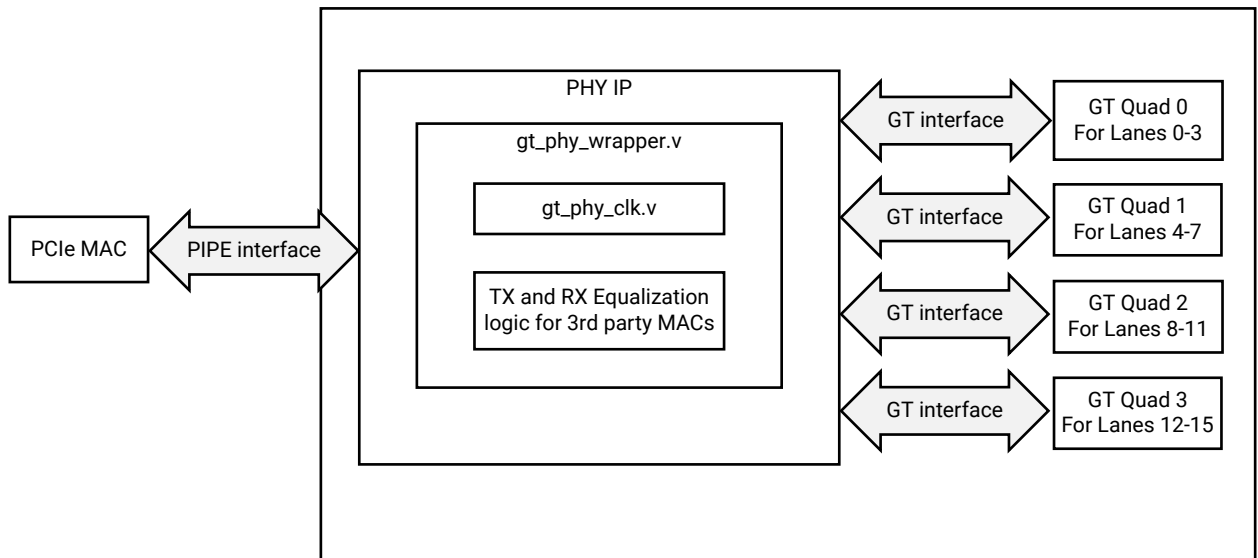 PHY IP
gt_phy_wrapper.v
gt_phy_clk.v
TX and RX Equalization
logic for 3rd party MACs
PCIe MAC
PIPE interface
GT interface
GT Quad 0
For Lanes 0-3
GT interface
GT Quad 1
For Lanes 4-7
GT interface
GT Quad 2
For Lanes 8-11
GT interface
GT Quad 3
For Lanes 12-15